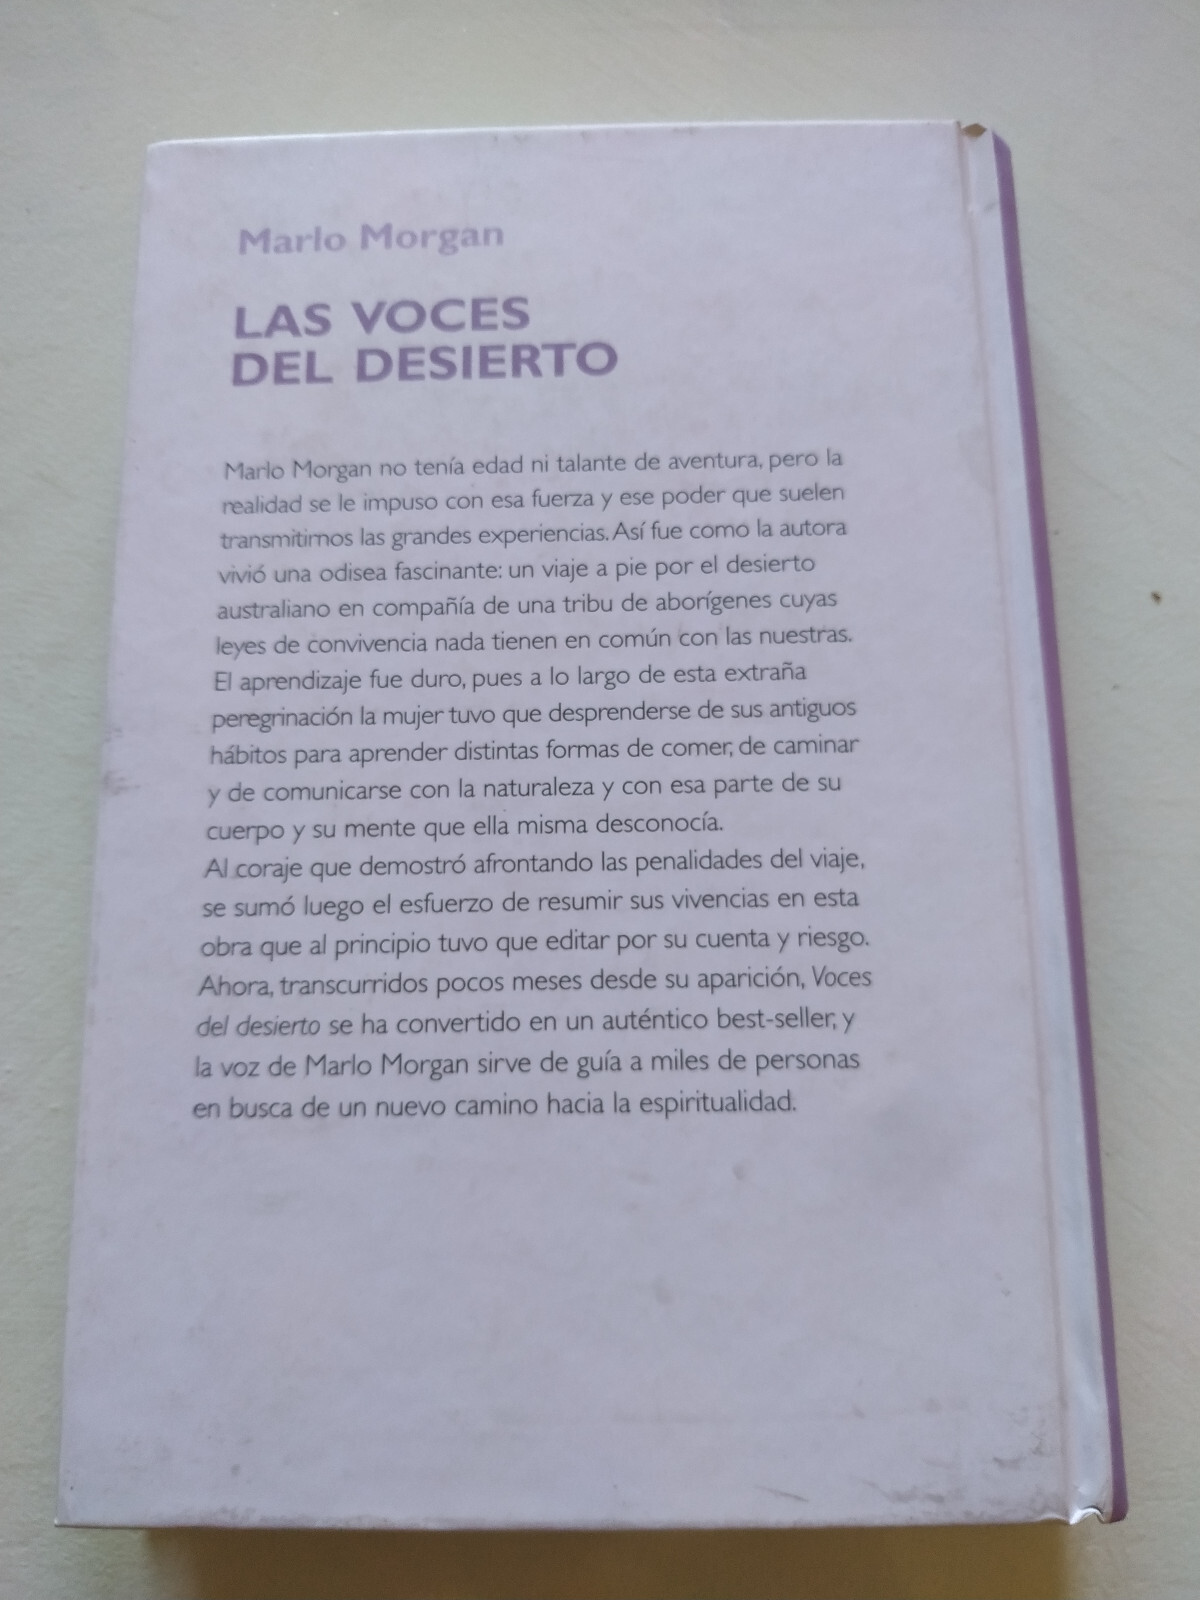 Marlo Morgan
LAS VOCES
DEL DESIERTO
Marlo Morgan no tenía edad ni talante de aventura, pero la
realidad se le impuso con esa fuerza y ese poder que suelen
transmitirnos las grandes experiencias. Así fue como la autora
vivió una odisea fascinante: un viaje a pie por el desierto
australiano en compañía de una tribu de aborígenes cuyas
leyes de convivencia nada tienen en común con las nuestras.
El aprendizaje fue duro, pues a lo largo de esta extraña
peregrinación la mujer tuvo que desprenderse de sus antiguos
hábitos para aprender distintas formas de comer, de caminar
y de comunicarse con la naturaleza y con esa parte de su
cuerpo y su mente que ella misma desconocía.
Al coraje que demostró afrontando las penalidades del viaje,
se sumó luego el esfuerzo de resumir sus vivencias en esta
obra que al principio tuvo que editar por su cuenta y riesgo.
Ahora, transcurridos pocos meses desde su aparición, Voces
del desierto se ha convertido en un auténtico best-seller, y
la voz de Marlo Morgan sirve de guía a miles de personas
en busca de un nuevo camino hacia la espiritualidad.